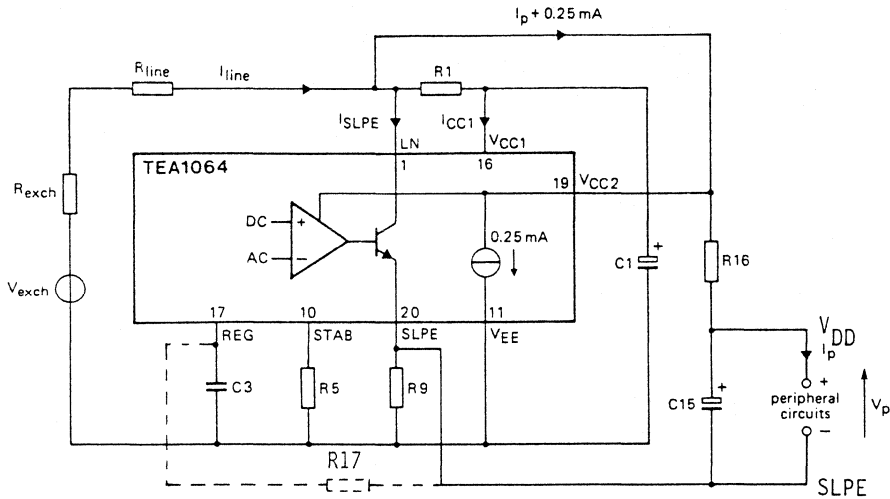 Ip + 0.25 mA
Rline
Iline
R1
ISLPE
ICC1
LN
VCC1
1
16
TEA1064
19
VCC2
Rexch
DC
+
AC
−
0.25 mA
C1
+
R16
Vexch
17
10
20
11
REG
STAB
SLPE
VEE
VDD
Ip
C3
R5
R9
C15
+
+
peripheral
circuits
−
Vp
R17
SLPE